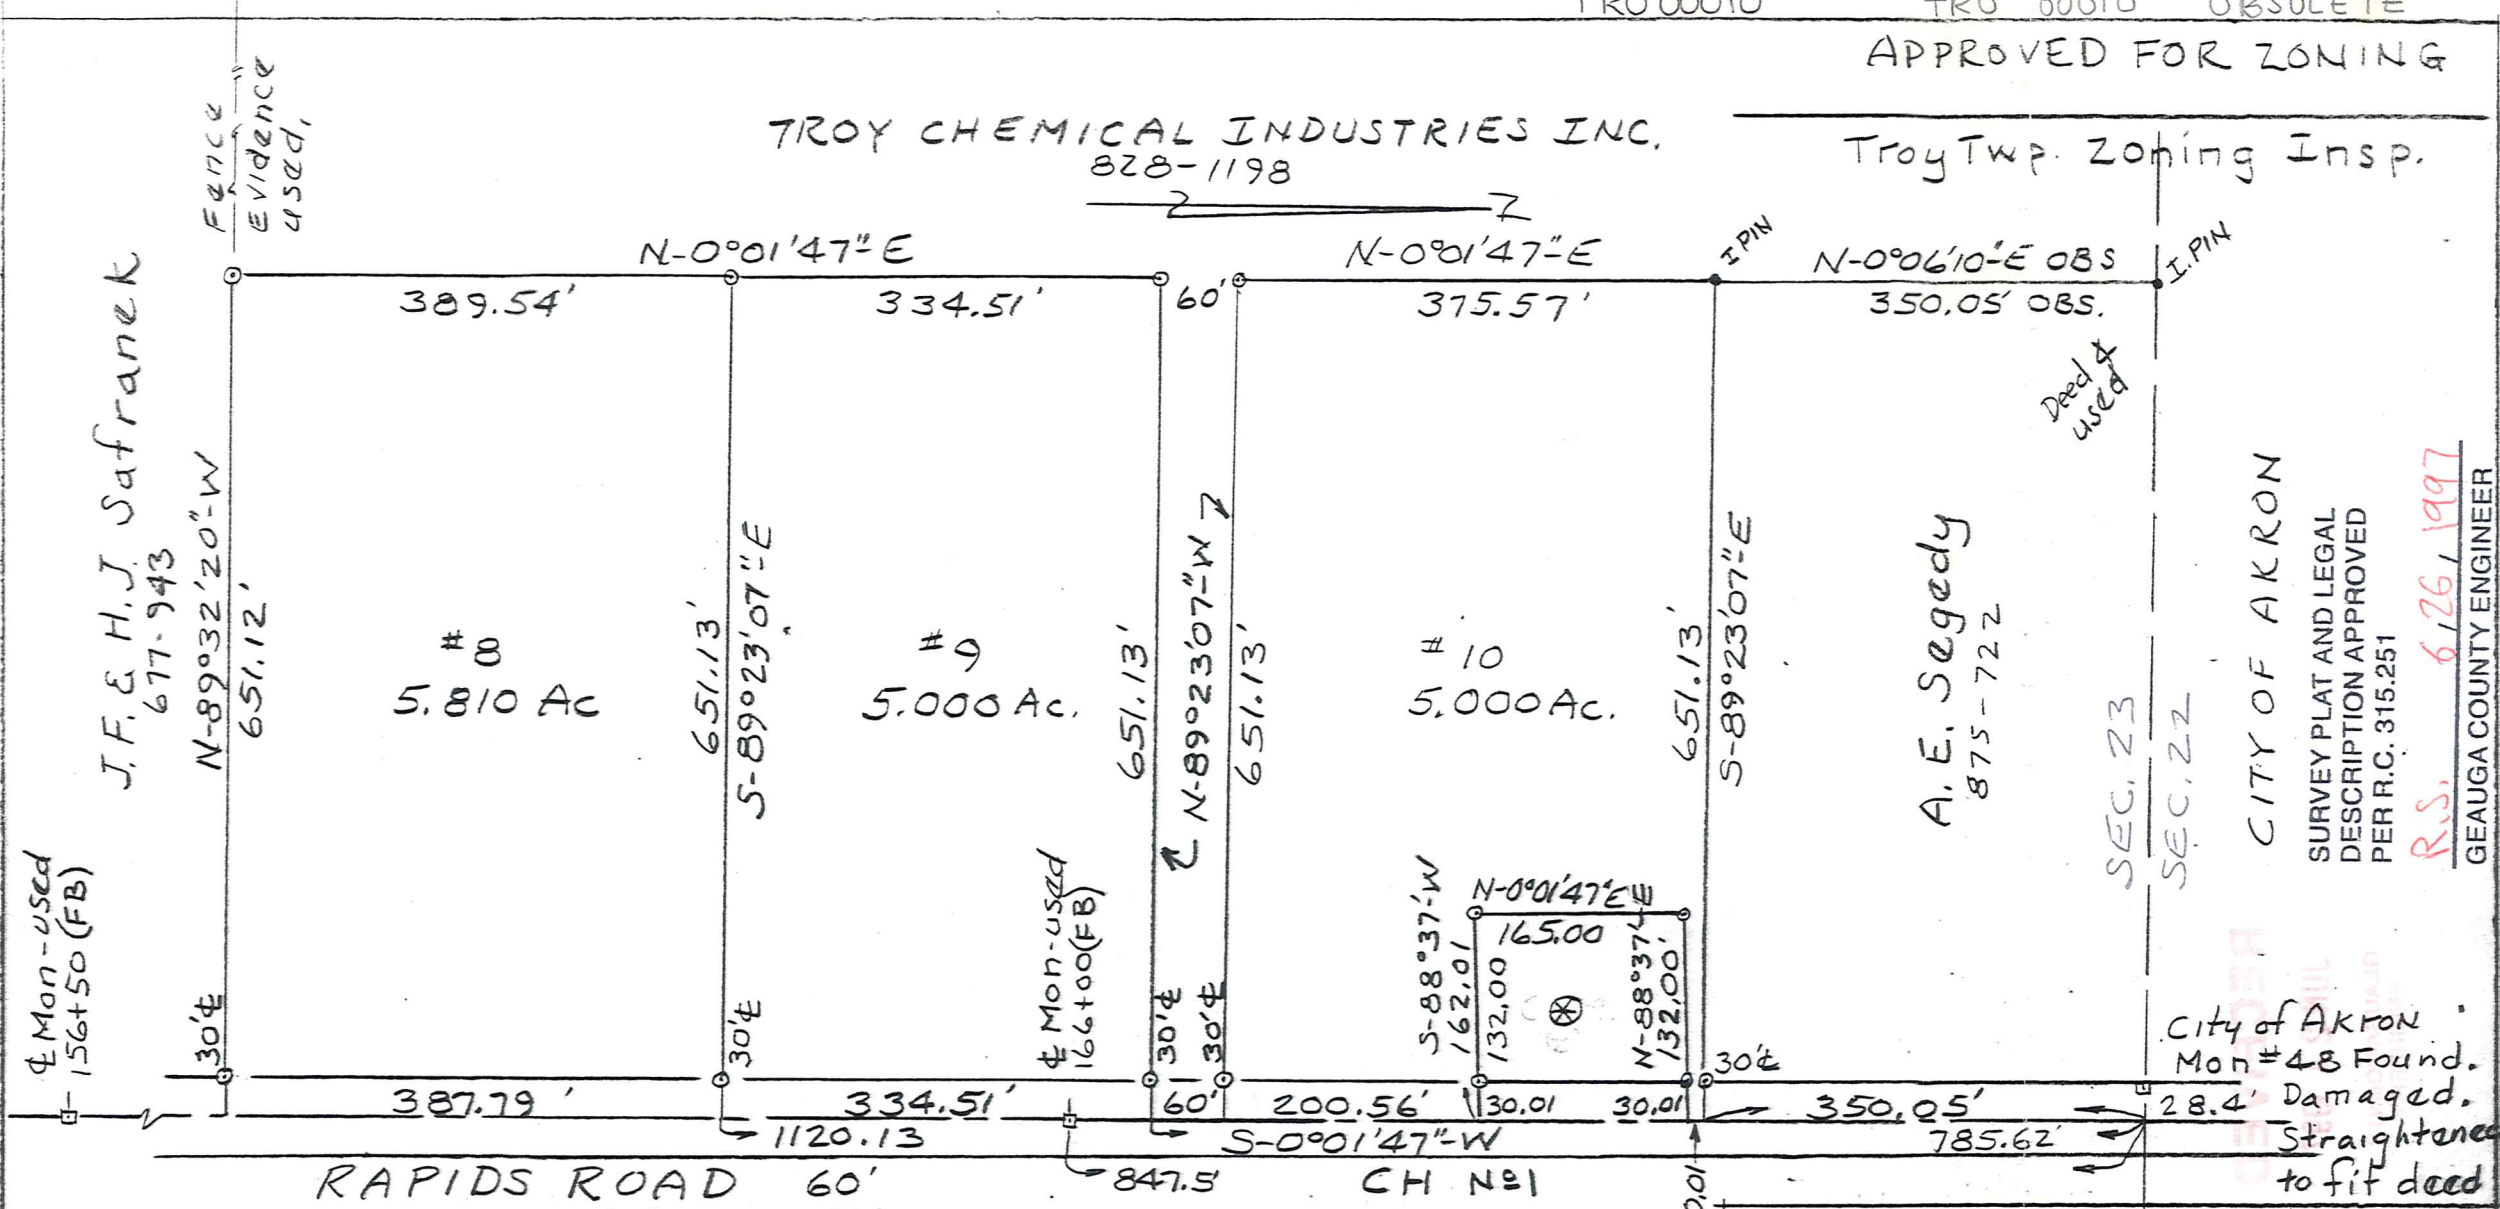 TRO 00010 TRO 00010 OBSOLETE
APPROVED FOR ZONING
Troy Twp. Zoning Insp.
Fence
Evidence
used.
TROY CHEMICAL INDUSTRIES INC.
828-1198
Z
N-0°01'47"-E
389.54'
334.51'
60'
N-0°01'47"-E
375.57'
I.PIN
N-0°06'10"-E OBS
350.05' OBS.
I.PIN
Deed &
used
J.F. & H.J. Safranek
677-943
N-89°32'20"-W
651.12'
#8
5.810 Ac
651.13'
S-89°23'07"-E
#9
5.000 Ac.
651.13'
N-89°23'07"-W
651.13'
#10
5.000 Ac.
651.13'
S-89°23'07"-E
A.E. Segedy
875-722
SEC. 23
SEC. 22
CITY OF AKRON
SURVEY PLAT AND LEGAL
DESCRIPTION APPROVED
PER R.C. 315.251
R.S. 6,26,1997
GEAUGA COUNTY ENGINEER
℄ Mon-used
156+50 (FB)
30'℄
30'℄
℄ Mon-used
166+00 (FB)
30'℄
30'℄
S-88°37'-W
162.01
132.00
N-0°01'47"E
165.00
N-88°37'-E
132.00'
30'℄
City of Akron
Mon #48 Found.
Damaged.
Straightened
to fit deed
387.79'
334.51'
60'
200.56'
30.01
30.01
350.05'
28.4'
1120.13
S-0°01'47"-W
785.62'
RAPIDS ROAD 60'
847.5'
CH Nº1